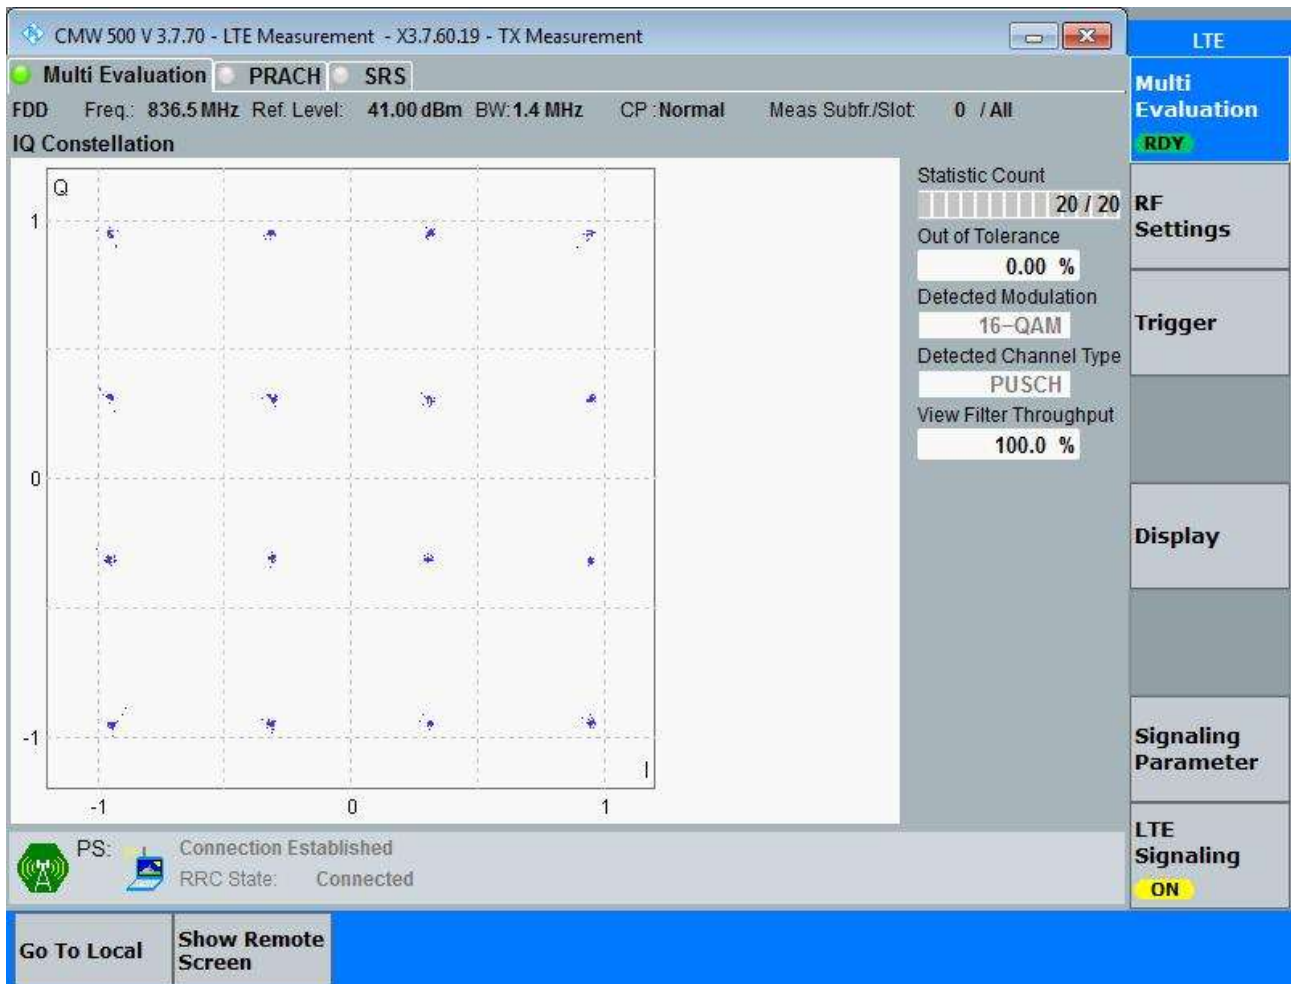 CMW 500 V 3.7.70 - LTE Measurement - X3.7.60.19 - TX Measurement
LTE
Multi Evaluation PRACH SRS
FDD Freq.: 836.5 MHz Ref. Level: 41.00 dBm BW: 1.4 MHz CP : Normal Meas Subfr./Slot: 0 / All
IQ Constellation
Q
1
0
-1
I
-1 0 1
Statistic Count
20 / 20
Out of Tolerance
0.00 %
Detected Modulation
16-QAM
Detected Channel Type
PUSCH
View Filter Throughput
100.0 %
Multi
Evaluation
RDY
RF
Settings
Trigger
Display
Signaling
Parameter
LTE
Signaling
ON
PS: Connection Established
RRC State: Connected
Go To Local
Show Remote
Screen